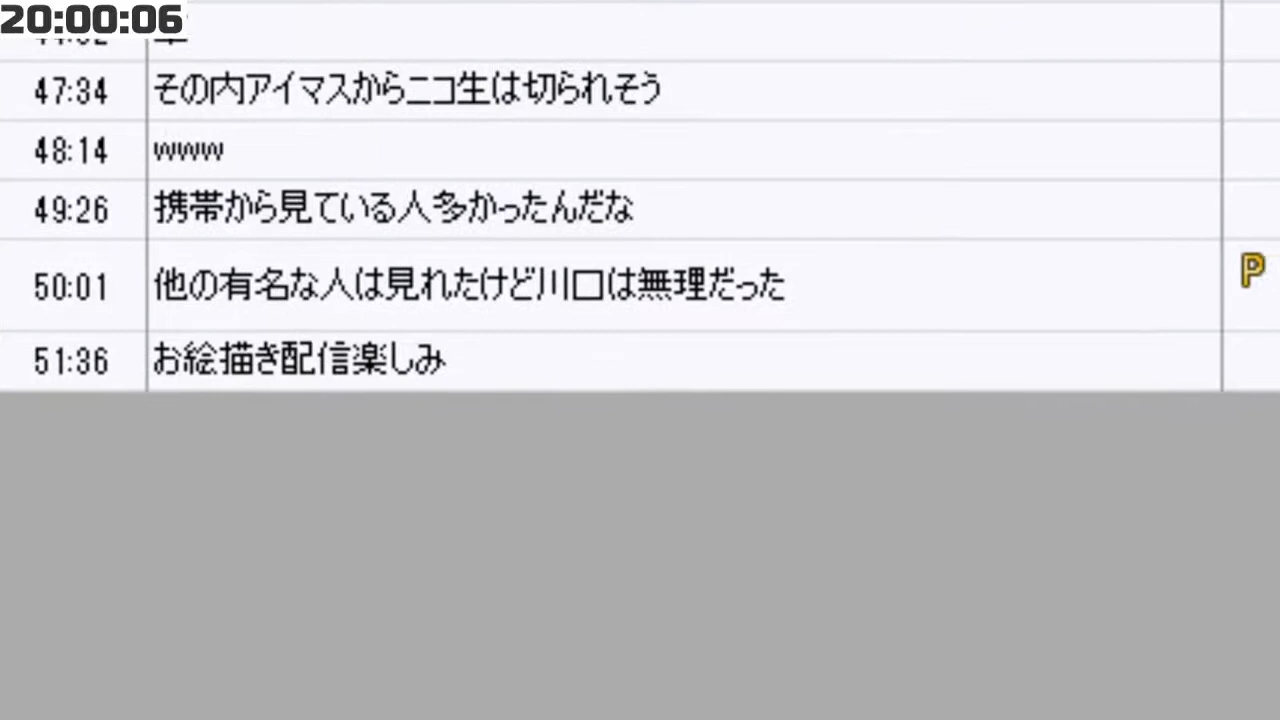 20:00:06
47:34 その内アイマスからニコ生は切られそう
48:14 www
49:26 携帯から見ている人多かったんだな
50:01 他の有名な人は見れたけど川口は無理だった P
51:36 お絵描き配信楽しみ